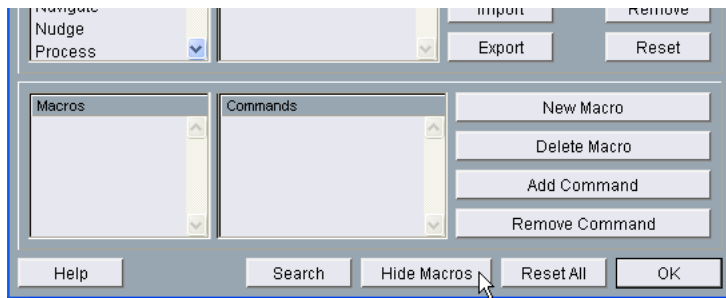 Navigate
Nudge
Process
Import
Remove
Export
Reset
Macros
Commands
New Macro
Delete Macro
Add Command
Remove Command
Help
Search
Hide Macros
Reset All
OK